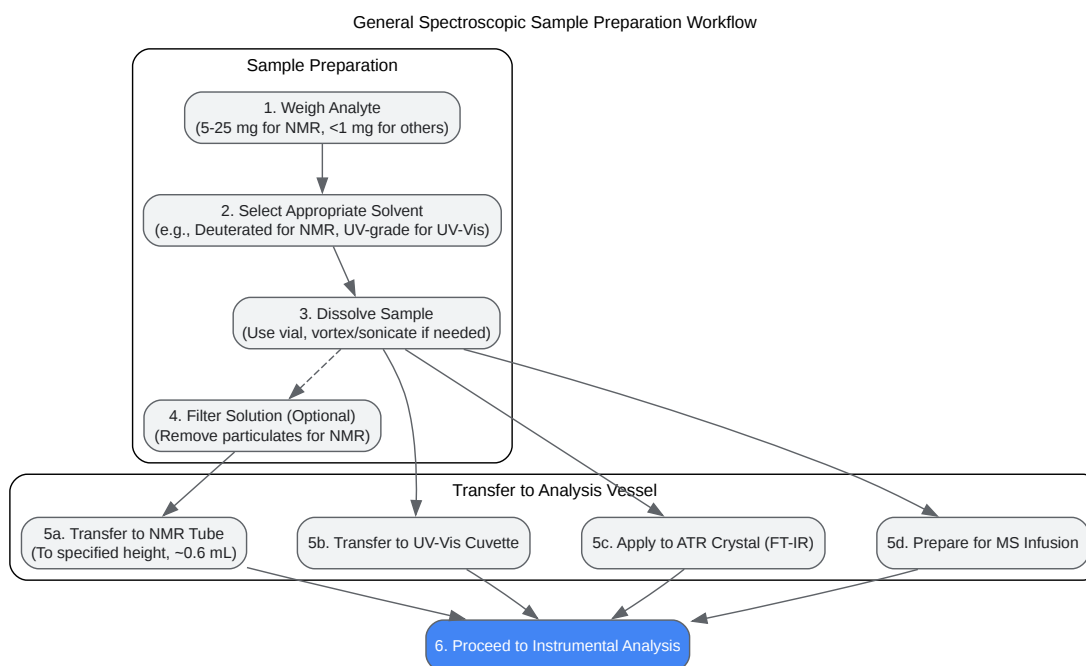 General Spectroscopic Sample Preparation Workflow
Sample Preparation
1. Weigh Analyte
(5-25 mg for NMR, <1 mg for others)
2. Select Appropriate Solvent
(e.g., Deuterated for NMR, UV-grade for UV-Vis)
3. Dissolve Sample
(Use vial, vortex/sonicate if needed)
4. Filter Solution (Optional)
(Remove particulates for NMR)
Transfer to Analysis Vessel
5a. Transfer to NMR Tube
(To specified height, ~0.6 mL)
5b. Transfer to UV-Vis Cuvette
5c. Apply to ATR Crystal (FT-IR)
5d. Prepare for MS Infusion
6. Proceed to Instrumental Analysis